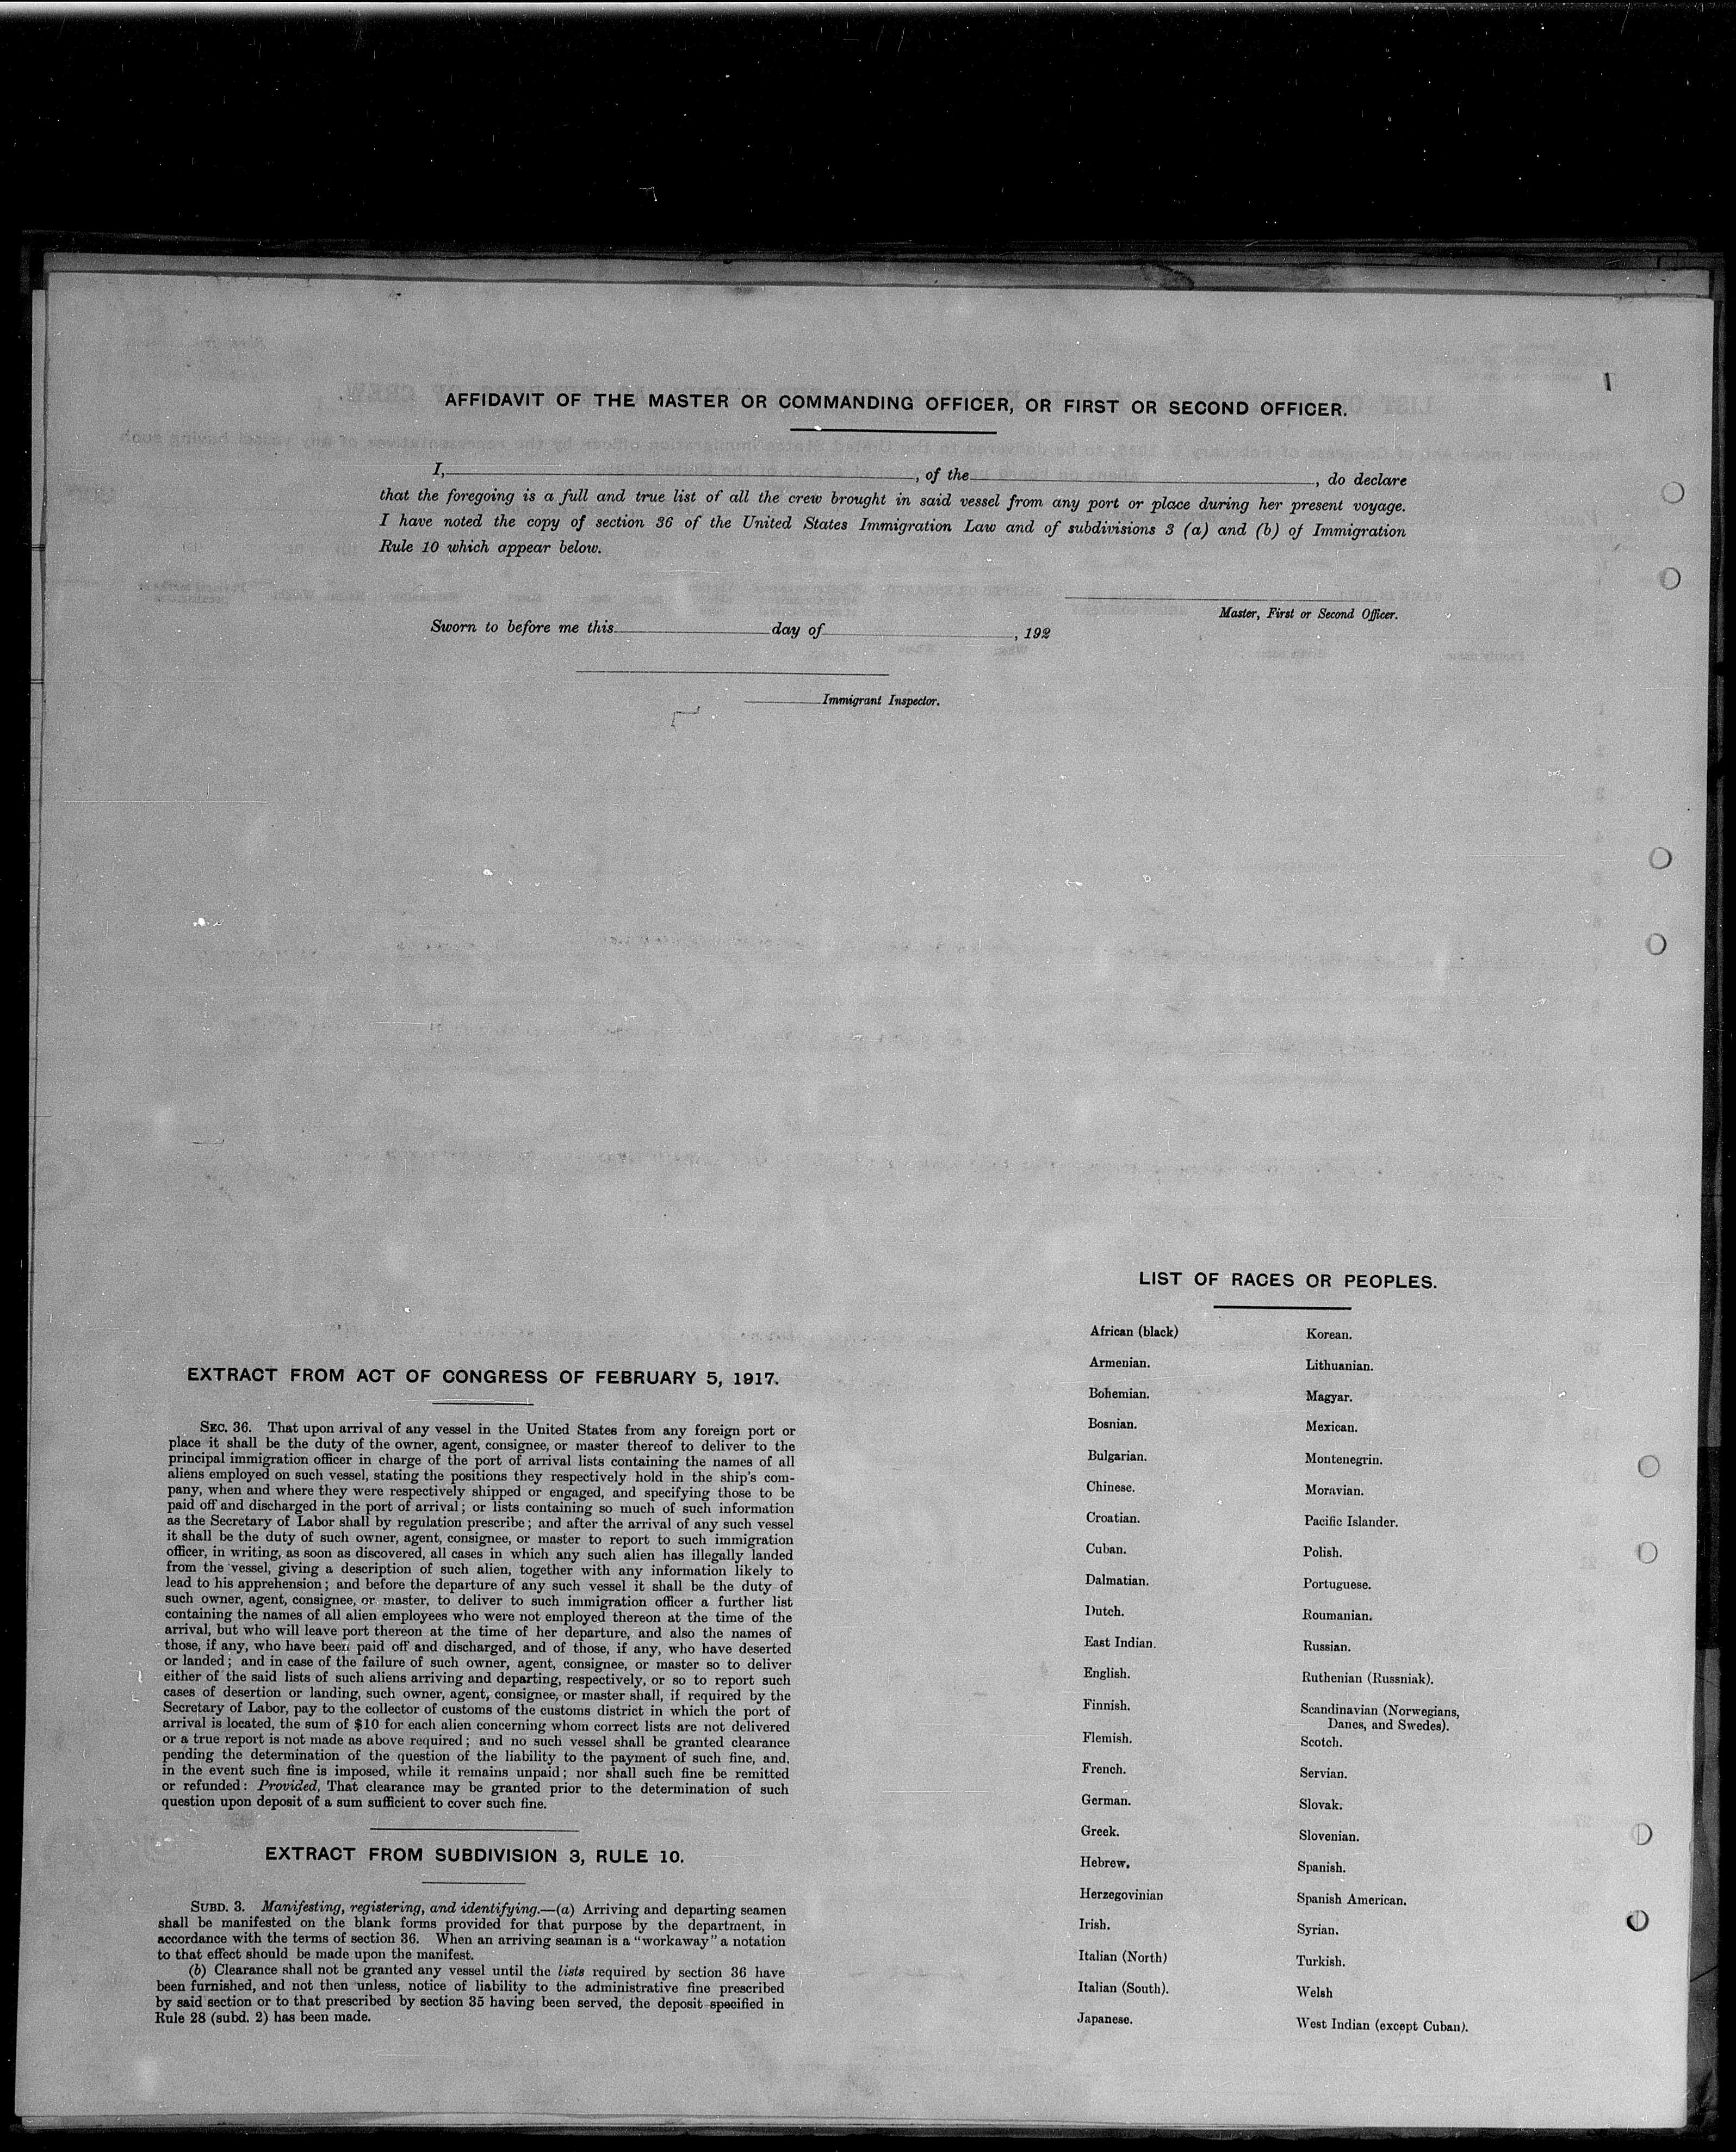 1
AFFIDAVIT OF THE MASTER OR COMMANDING OFFICER, OR FIRST OR SECOND OFFICER.
I, , of the , do declare
that the foregoing is a full and true list of all the crew brought in said vessel from any port or place during her present voyage.
I have noted the copy of section 36 of the United States Immigration Law and of subdivisions 3 (a) and (b) of Immigration
Rule 10 which appear below.
Master, First or Second Officer.
Sworn to before me this day of , 192
Immigrant Inspector.
EXTRACT FROM ACT OF CONGRESS OF FEBRUARY 5, 1917.
SEC. 36. That upon arrival of any vessel in the United States from any foreign port or
place it shall be the duty of the owner, agent, consignee, or master thereof to deliver to the
principal immigration officer in charge of the port of arrival lists containing the names of all
aliens employed on such vessel, stating the positions they respectively hold in the ship's com-
pany, when and where they were respectively shipped or engaged, and specifying those to be
paid off and discharged in the port of arrival; or lists containing so much of such information
as the Secretary of Labor shall by regulation prescribe; and after the arrival of any such vessel
it shall be the duty of such owner, agent, consignee, or master to report to such immigration
officer, in writing, as soon as discovered, all cases in which any such alien has illegally landed
from the vessel, giving a description of such alien, together with any information likely to
lead to his apprehension; and before the departure of any such vessel it shall be the duty of
such owner, agent, consignee, or master, to deliver to such immigration officer a further list
containing the names of all alien employees who were not employed thereon at the time of the
arrival, but who will leave port thereon at the time of her departure, and also the names of
those, if any, who have been paid off and discharged, and of those, if any, who have deserted
or landed; and in case of the failure of such owner, agent, consignee, or master so to deliver
either of the said lists of such aliens arriving and departing, respectively, or so to report such
cases of desertion or landing, such owner, agent, consignee, or master shall, if required by the
Secretary of Labor, pay to the collector of customs of the customs district in which the port of
arrival is located, the sum of $10 for each alien concerning whom correct lists are not delivered
or a true report is not made as above required; and no such vessel shall be granted clearance
pending the determination of the question of the liability to the payment of such fine, and,
in the event such fine is imposed, while it remains unpaid; nor shall such fine be remitted
or refunded: Provided, That clearance may be granted prior to the determination of such
question upon deposit of a sum sufficient to cover such fine.
EXTRACT FROM SUBDIVISION 3, RULE 10.
SUBD. 3. Manifesting, registering, and identifying.—(a) Arriving and departing seamen
shall be manifested on the blank forms provided for that purpose by the department, in
accordance with the terms of section 36. When an arriving seaman is a "workaway" a notation
to that effect should be made upon the manifest.
(b) Clearance shall not be granted any vessel until the lists required by section 36 have
been furnished, and not then unless, notice of liability to the administrative fine prescribed
by said section or to that prescribed by section 35 having been served, the deposit specified in
Rule 28 (subd. 2) has been made.
LIST OF RACES OR PEOPLES.
African (black)
Armenian.
Bohemian.
Bosnian.
Bulgarian.
Chinese.
Croatian.
Cuban.
Dalmatian.
Dutch.
East Indian.
English.
Finnish.
Flemish.
French.
German.
Greek.
Hebrew.
Herzegovinian
Irish.
Italian (North)
Italian (South).
Japanese.
Korean.
Lithuanian.
Magyar.
Mexican.
Montenegrin.
Moravian.
Pacific Islander.
Polish.
Portuguese.
Roumanian.
Russian.
Ruthenian (Russniak).
Scandinavian (Norwegians,
Danes, and Swedes).
Scotch.
Servian.
Slovak.
Slovenian.
Spanish.
Spanish American.
Syrian.
Turkish.
Welsh
West Indian (except Cuban).